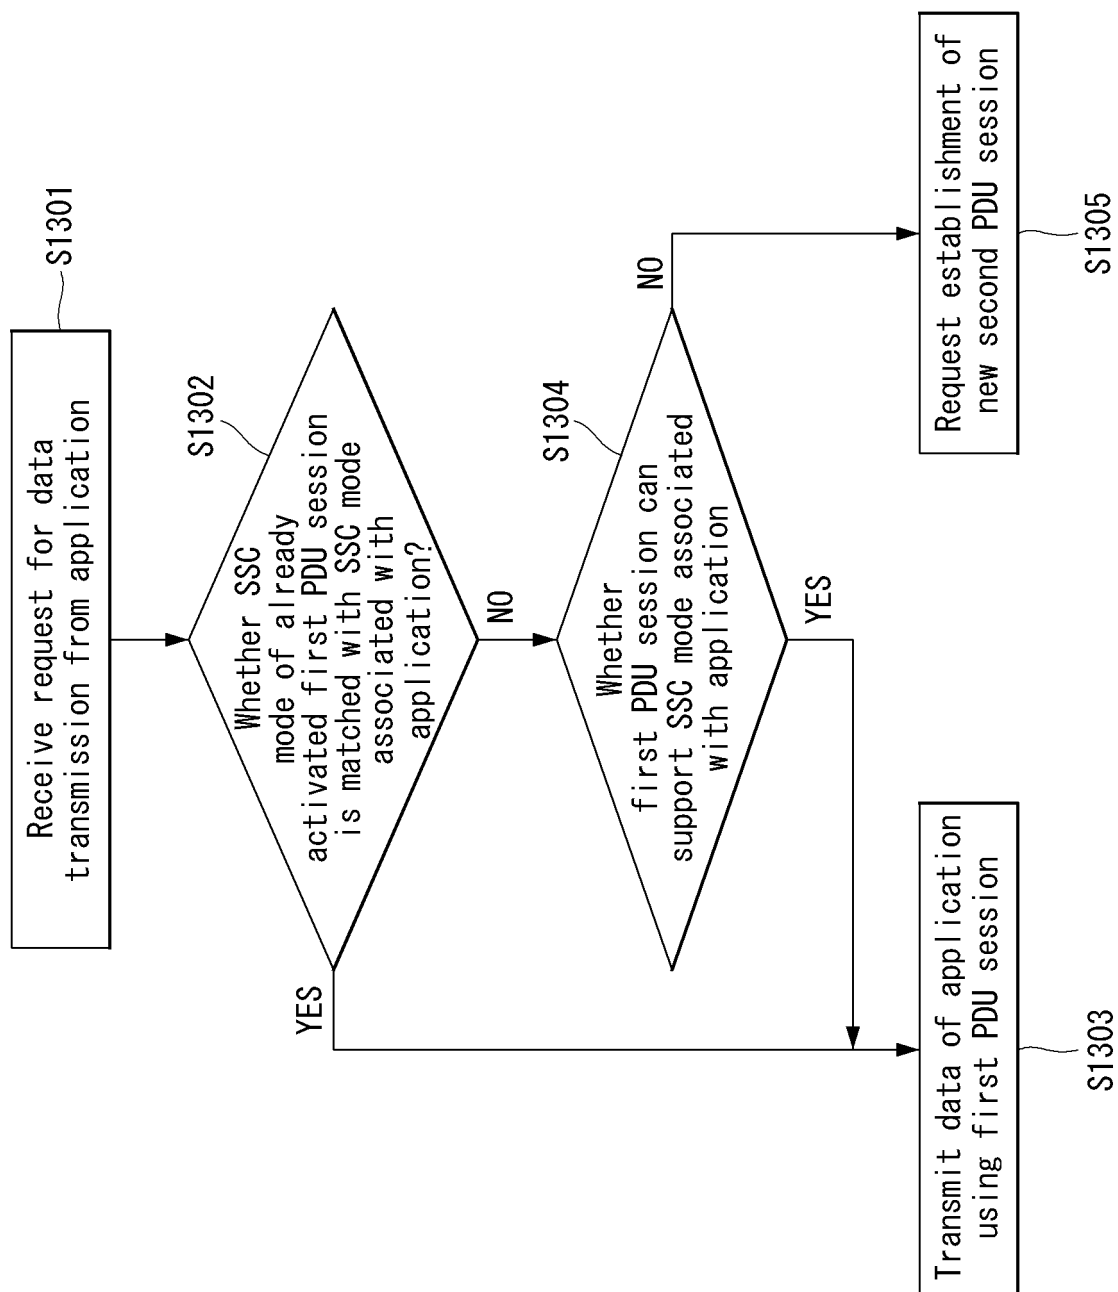 Receive request for data
transmission from application
S1301
Whether SSC
mode of already
activated first PDU session
is matched with SSC mode
associated with
application?
S1302
YES
NO
Whether
first PDU session can
support SSC mode associated
with application
S1304
NO
YES
Transmit data of application
using first PDU session
S1303
Request establishment of
new second PDU session
S1305